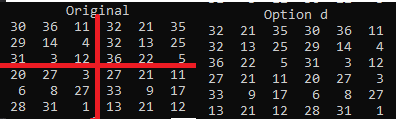 Original
30 36 11 32 21 35
29 14 4 32 13 25
31 3 12 36 22 5
20 27 3 27 21 11
6 8 27 33 9 17
28 31 1 13 21 12
Option d
32 21 35 30 36 11
32 13 25 29 14 4
36 22 5 31 3 12
27 21 11 20 27 3
33 9 17 6 8 27
13 21 12 28 31 1